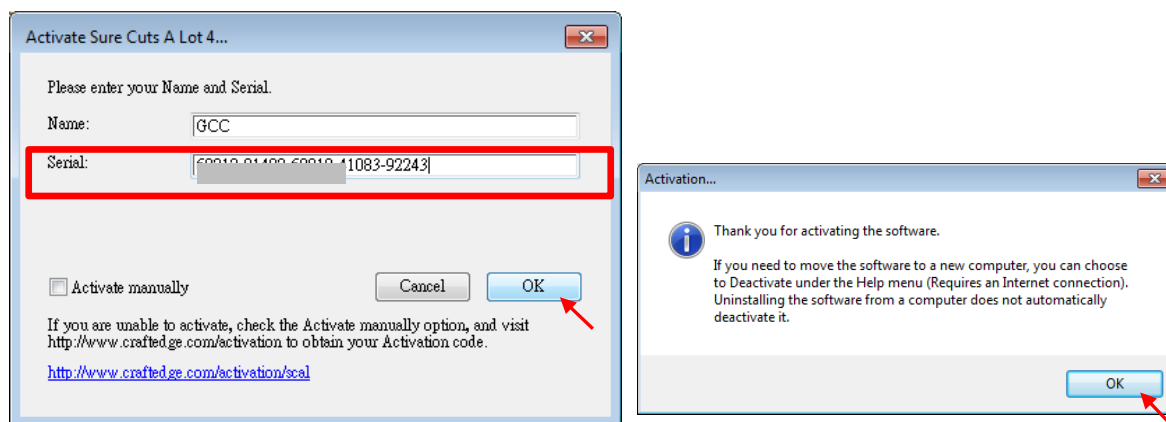 Activate Sure Cuts A Lot 4...
Please enter your Name and Serial.
Name:
GCC
Serial:
1083-92243
Activate manually
Cancel
OK
If you are unable to activate, check the Activate manually option, and visit
http://www.craftedge.com/activation to obtain your Activation code.
http://www.craftedge.com/activation/scal
Activation...
Thank you for activating the software.
If you need to move the software to a new computer, you can choose
to Deactivate under the Help menu (Requires an Internet connection).
Uninstalling the software from a computer does not automatically
deactivate it.
OK